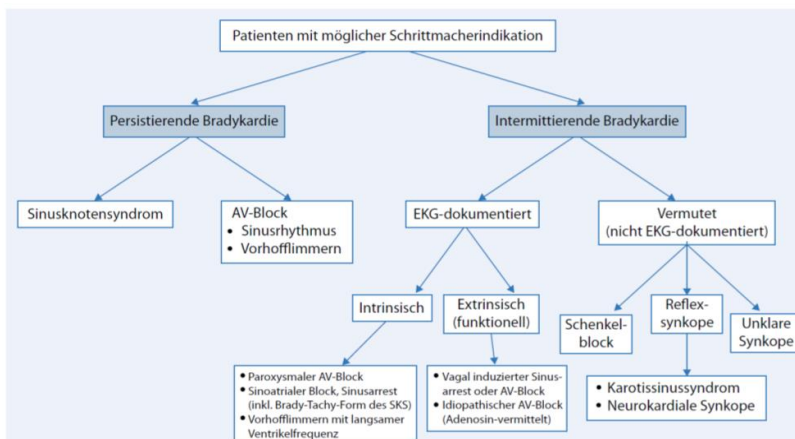 Patienten mit möglicher Schrittmacherindikation
Persistierende Bradykardie
Intermittierende Bradykardie
Sinusknotensyndrom
AV-Block
• Sinusrhythmus
• Vorhofflimmern
EKG-dokumentiert
Vermutet
(nicht EKG-dokumentiert)
Intrinsisch
Extrinsisch
(funktionell)
Schenkel-
block
Reflex-
synkope
Unklare
Synkope
• Paroxysmaler AV-Block
• Sinoatrialer Block, Sinusarrest
(inkl. Brady-Tachy-Form des SKS)
• Vorhofflimmern mit langsamer
Ventrikelfrequenz
• Vagal induzierter Sinus-
arrest oder AV-Block
• Idiopathischer AV-Block
(Adenosin-vermittelt)
• Karotissinussyndrom
• Neurokardiale Synkope